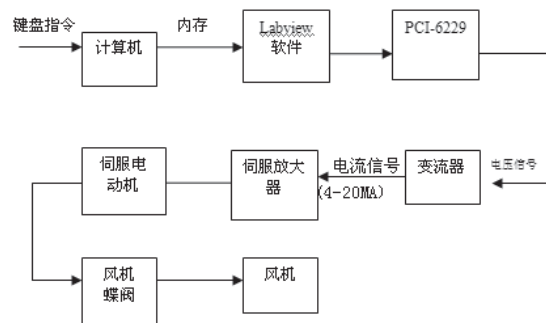 键盘指令
计算机
内存
Labview
软件
PCI-6229
伺服电
动机
伺服放大
器
电流信号
(4-20MA)
变流器
电压信号
风机
蝶阀
风机